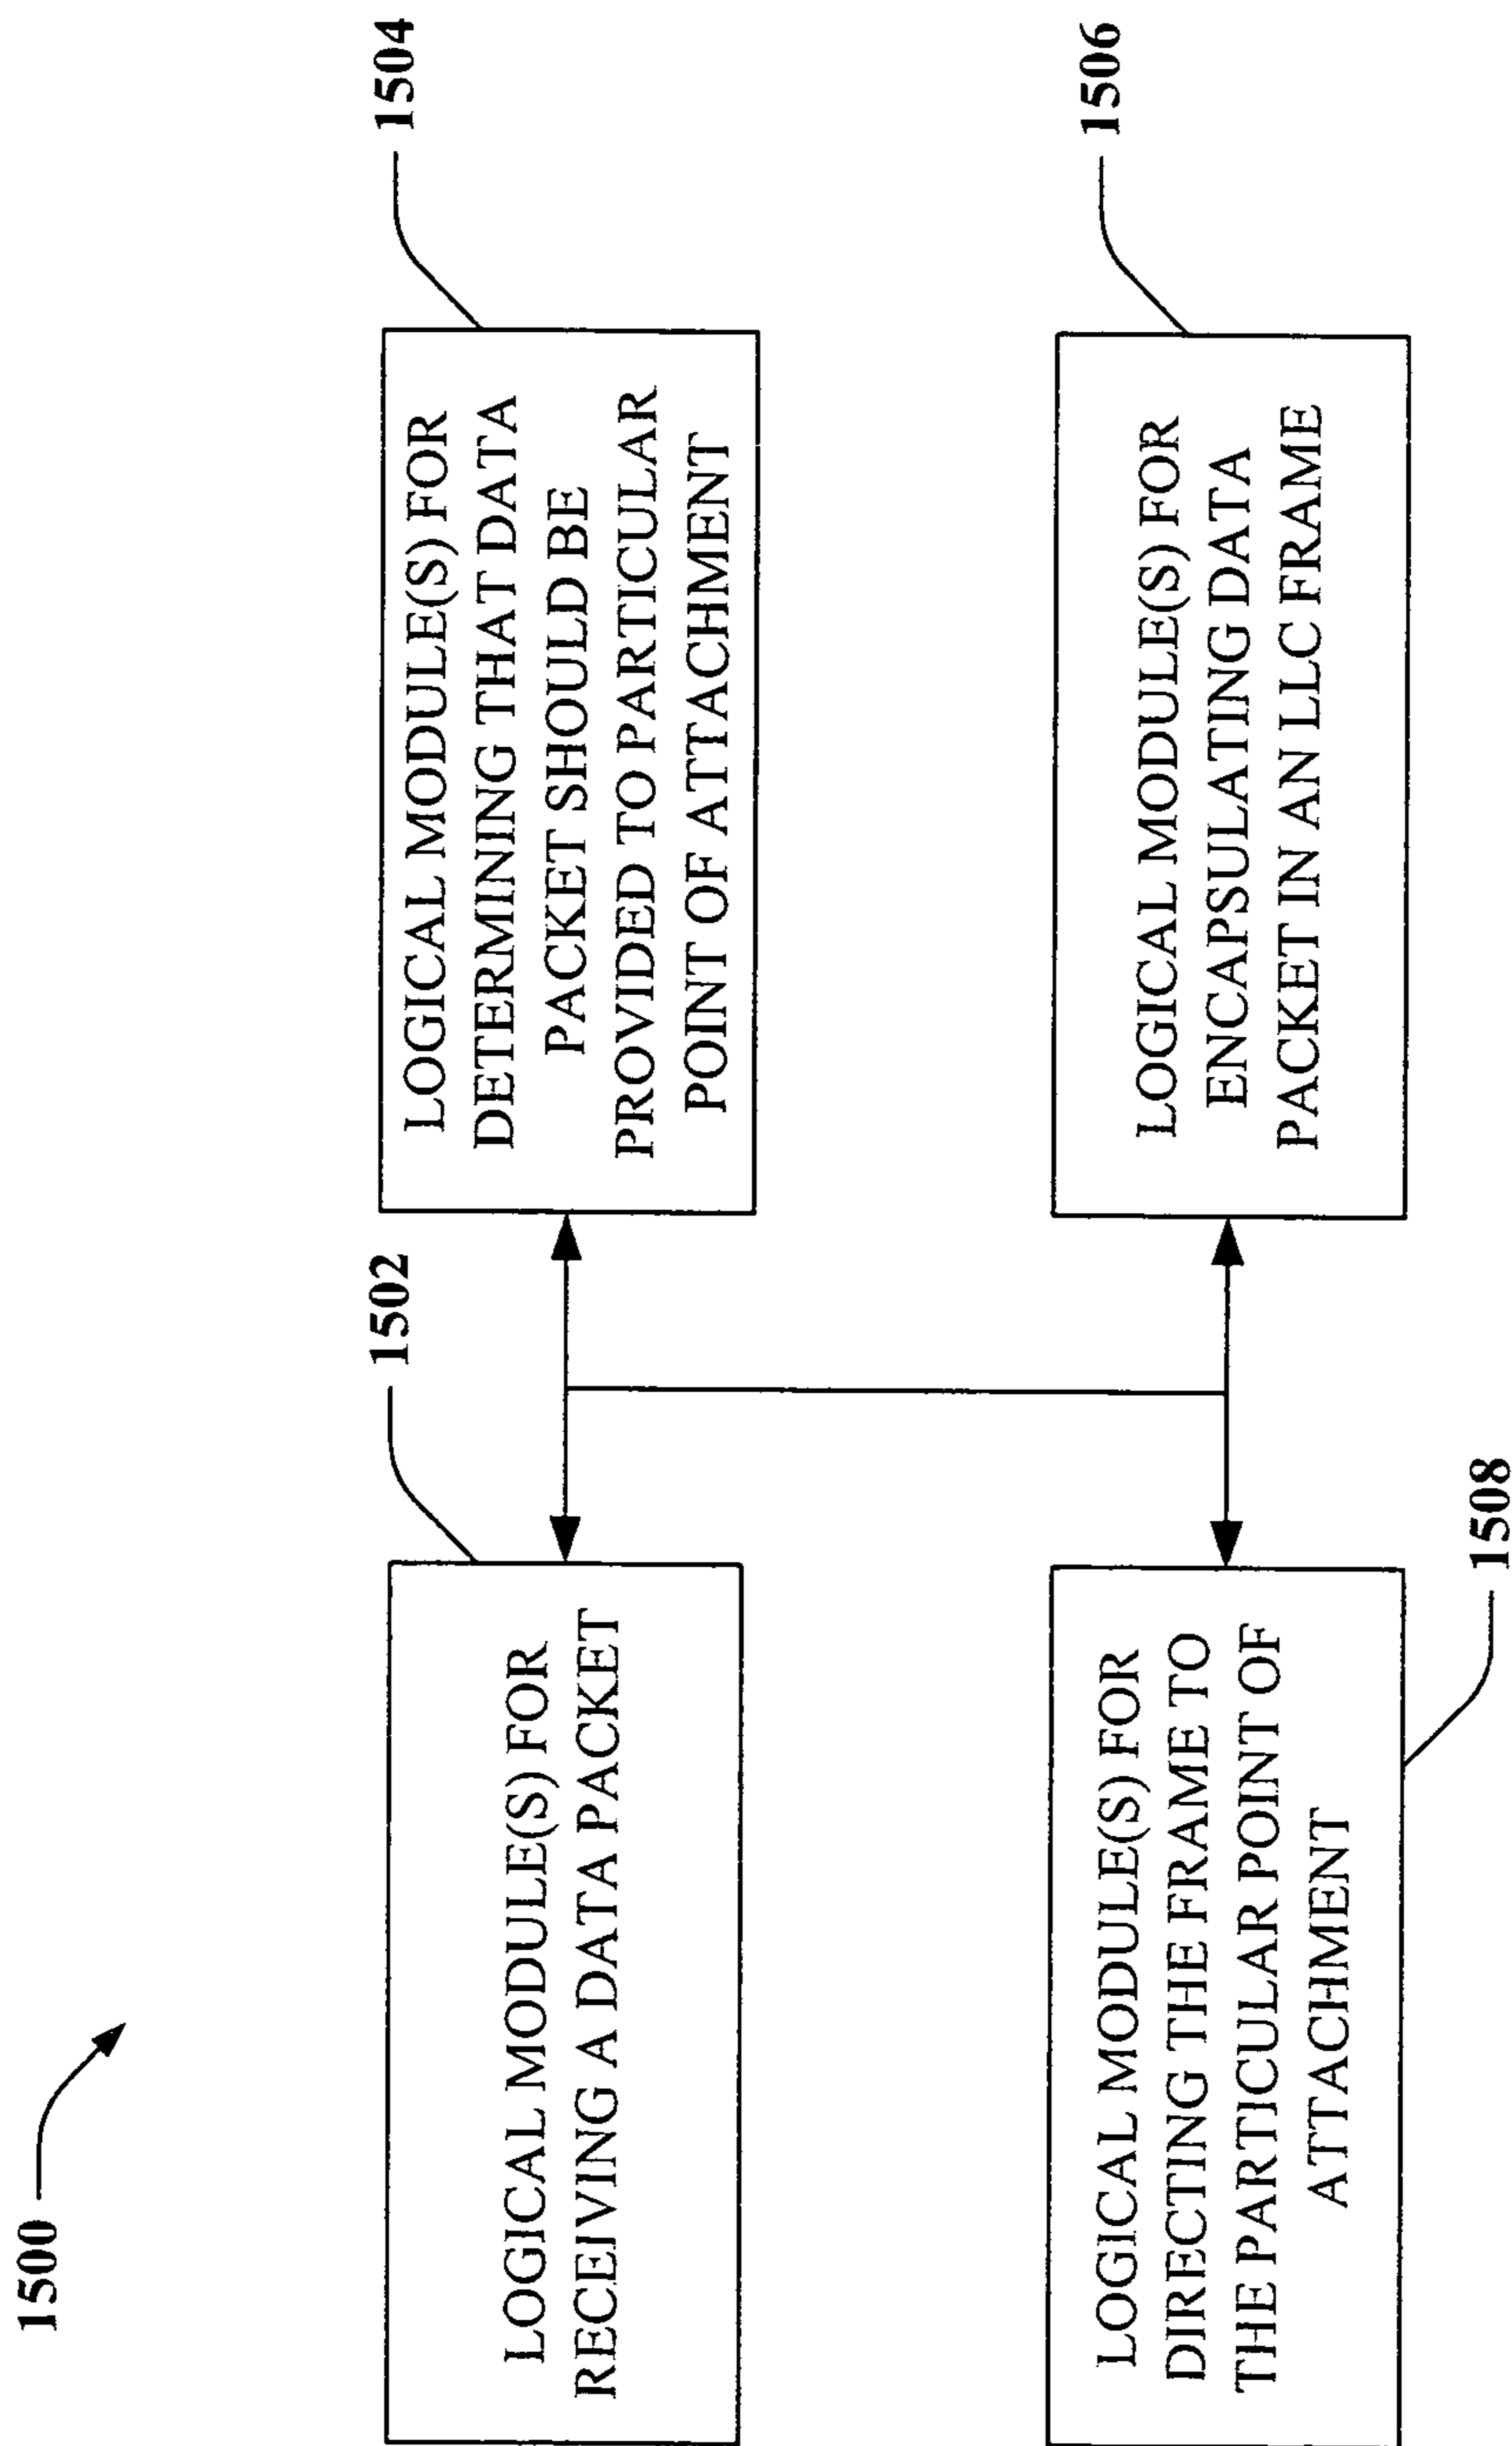 1500
1502
LOGICAL MODULE(S) FOR
RECEIVING A DATA PACKET
1504
LOGICAL MODULE(S) FOR
DETERMINING THAT DATA
PACKET SHOULD BE
PROVIDED TO PARTICULAR
POINT OF ATTACHMENT
LOGICAL MODULE(S) FOR
DIRECTING THE FRAME TO
THE PARTICULAR POINT OF
ATTACHMENT
1508
1506
LOGICAL MODULE(S) FOR
ENCAPSULATING DATA
PACKET IN AN LLC FRAME